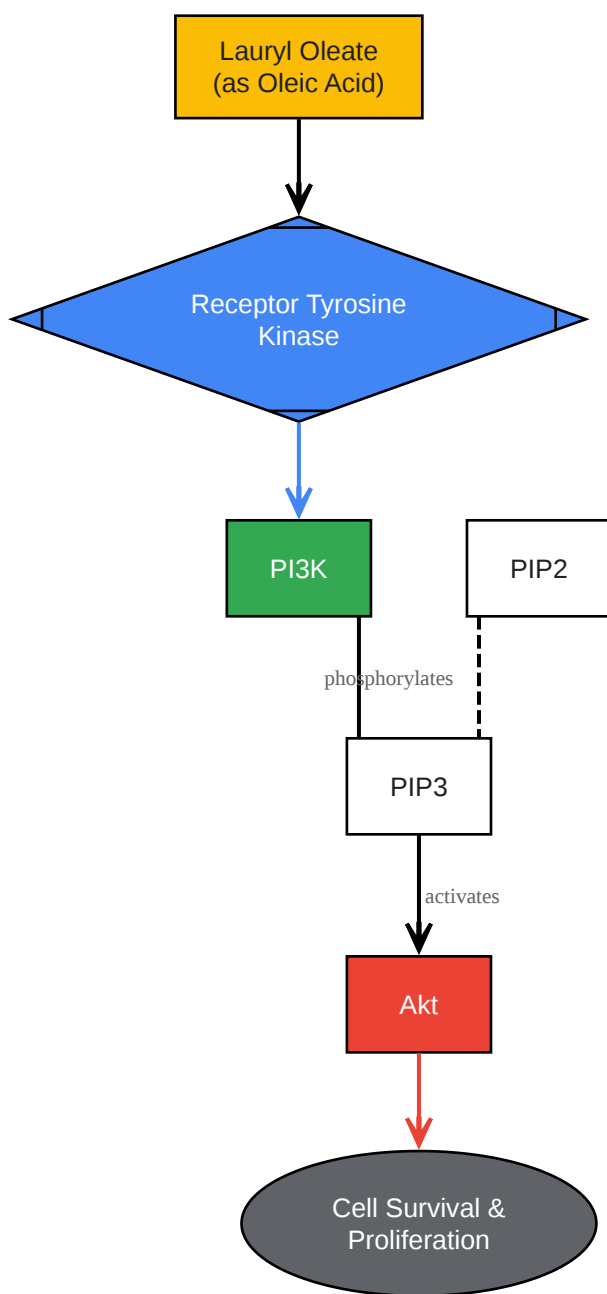 Lauryl Oleate
(as Oleic Acid)
Receptor Tyrosine
Kinase
PI3K
PIP2
phosphorylates
PIP3
activates
Akt
Cell Survival &
Proliferation